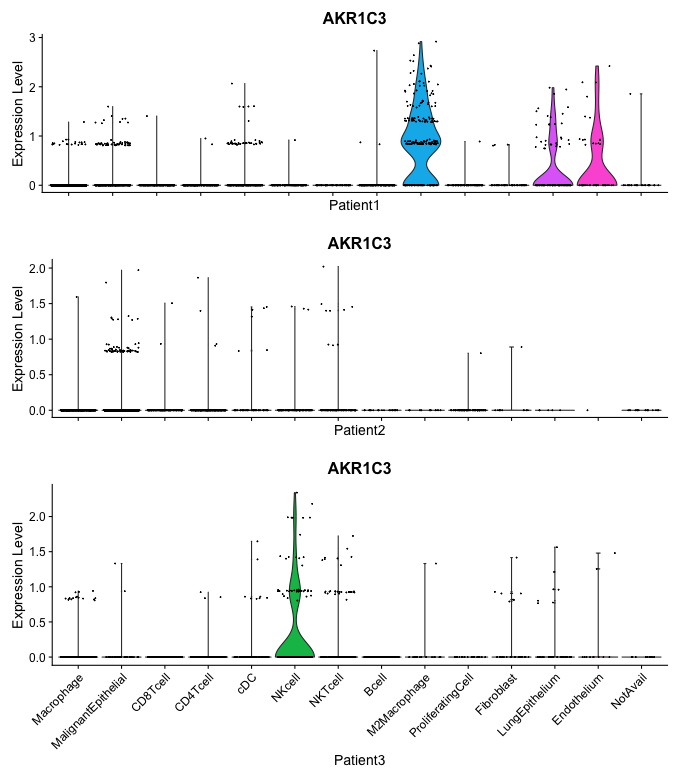 AKR1C3
Expression Level
3
2
1
0
Patient1
AKR1C3
Expression Level
2.0
1.5
1.0
0.5
0.0
Patient2
AKR1C3
Expression Level
2.0
1.5
1.0
0.5
0.0
Macrophage
MalignantEpithelial
CD8Tcell
CD4Tcell
cDC
NKCell
NKTcell
Bcell
M2Macrophage
ProliferatingCell
Fibroblast
LungEpithelium
Endothelium
NotAvail
Patient3